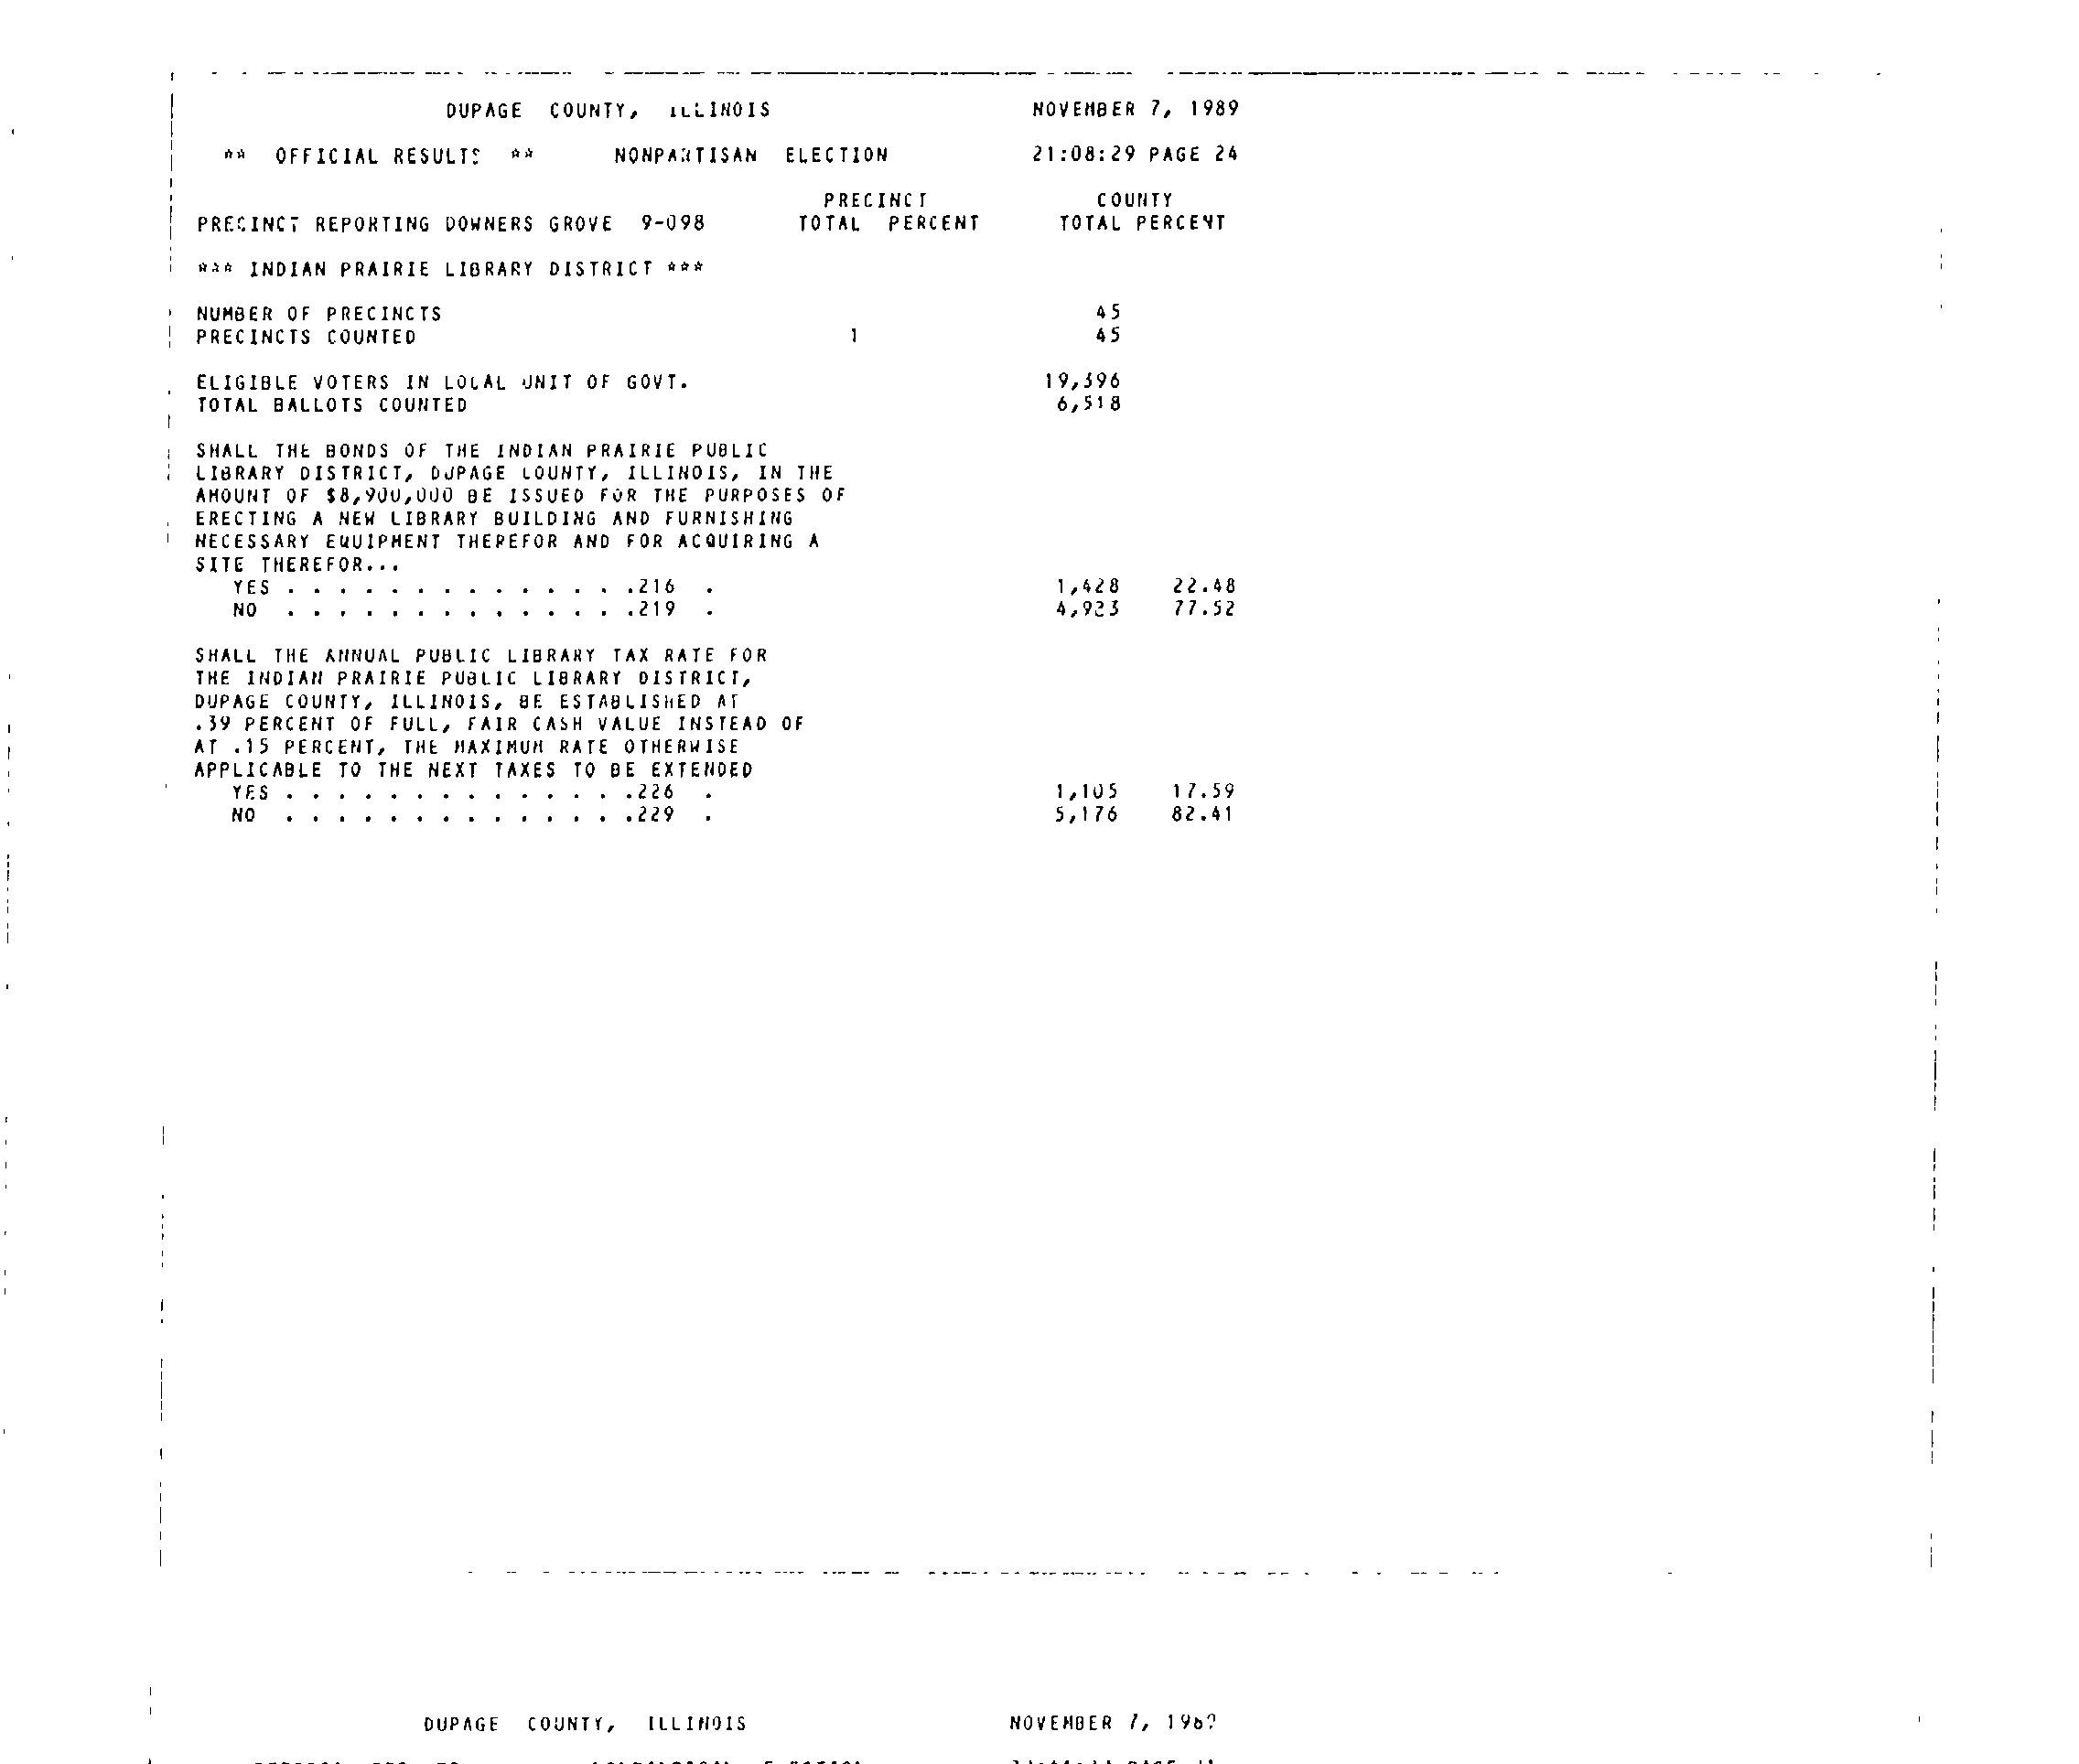 DUPAGE COUNTY, ILLINOIS NOVEMBER 7, 1989
** OFFICIAL RESULTS ** NONPARTISAN ELECTION 21:08:29 PAGE 24
PRECINCT COUNTY
PRECINCT REPORTING DOWNERS GROVE 9-098 TOTAL PERCENT TOTAL PERCENT
*** INDIAN PRAIRIE LIBRARY DISTRICT ***
NUMBER OF PRECINCTS 45
PRECINCTS COUNTED 1 45
ELIGIBLE VOTERS IN LOCAL UNIT OF GOVT. 19,396
TOTAL BALLOTS COUNTED 6,518
SHALL THE BONDS OF THE INDIAN PRAIRIE PUBLIC
LIBRARY DISTRICT, DUPAGE COUNTY, ILLINOIS, IN THE
AMOUNT OF $8,900,000 BE ISSUED FOR THE PURPOSES OF
ERECTING A NEW LIBRARY BUILDING AND FURNISHING
NECESSARY EQUIPMENT THEREFOR AND FOR ACQUIRING A
SITE THEREFOR...
YES . . . . . . . . . . . . . .216 . 1,428 22.48
NO . . . . . . . . . . . . . .219 . 4,923 77.52
SHALL THE ANNUAL PUBLIC LIBRARY TAX RATE FOR
THE INDIAN PRAIRIE PUBLIC LIBRARY DISTRICT,
DUPAGE COUNTY, ILLINOIS, BE ESTABLISHED AT
.39 PERCENT OF FULL, FAIR CASH VALUE INSTEAD OF
AT .15 PERCENT, THE MAXIMUM RATE OTHERWISE
APPLICABLE TO THE NEXT TAXES TO BE EXTENDED
YES . . . . . . . . . . . . . .226 . 1,105 17.59
NO . . . . . . . . . . . . . .229 . 5,176 82.41
DUPAGE COUNTY, ILLINOIS NOVEMBER 7,